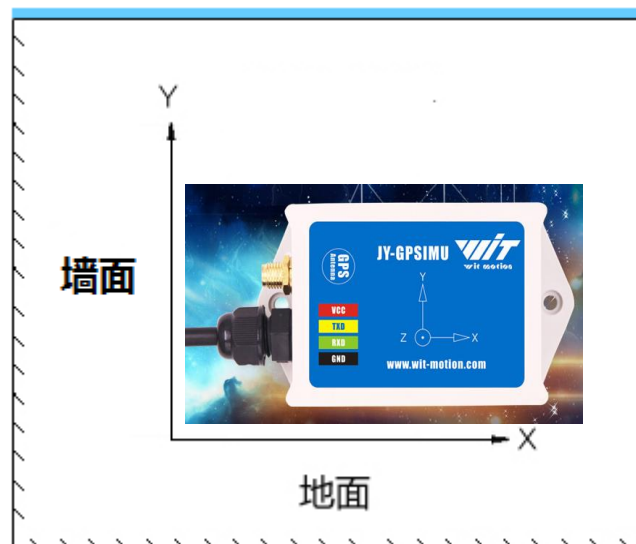 Y
墙面
GPS
Antenna
JY-GPSIMU
WIT
wit motion
VCC
TXD
RXD
GND
Y
Z
X
www.wit-motion.com
X
地面